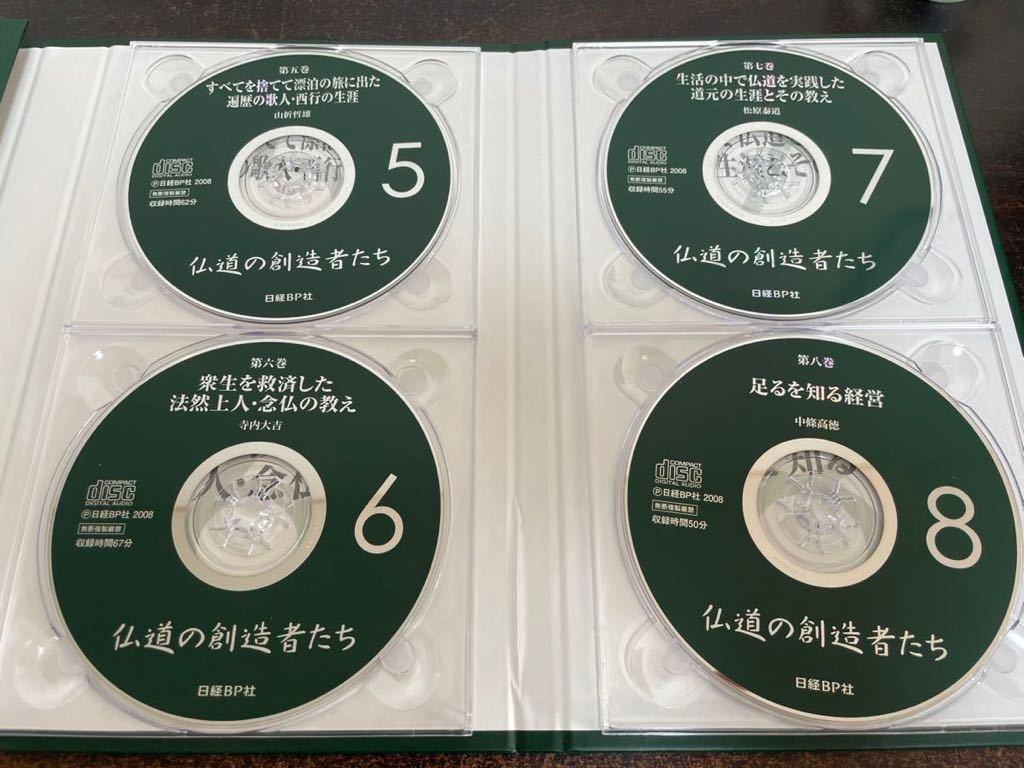 第五巻
すべてを捨てて漂泊の旅に出た
遍歴の歌人・西行の生涯
山折哲雄
COMPACT
disc
DIGITAL AUDIO
Ⓟ日経BP社 2008
無断複製厳禁
収録時間62分
5
仏道の創造者たち
日経BP社
第六巻
衆生を救済した
法然上人・念仏の教え
寺内大吉
COMPACT
disc
DIGITAL AUDIO
Ⓟ日経BP社 2008
無断複製厳禁
収録時間67分
6
仏道の創造者たち
日経BP社
第七巻
生活の中で仏道を実践した
道元の生涯とその教え
松原泰道
COMPACT
disc
DIGITAL AUDIO
Ⓟ日経BP社 2008
無断複製厳禁
収録時間55分
7
仏道の創造者たち
日経BP社
第八巻
足るを知る経営
中條高徳
COMPACT
disc
DIGITAL AUDIO
Ⓟ日経BP社 2008
無断複製厳禁
収録時間50分
8
仏道の創造者たち
日経BP社